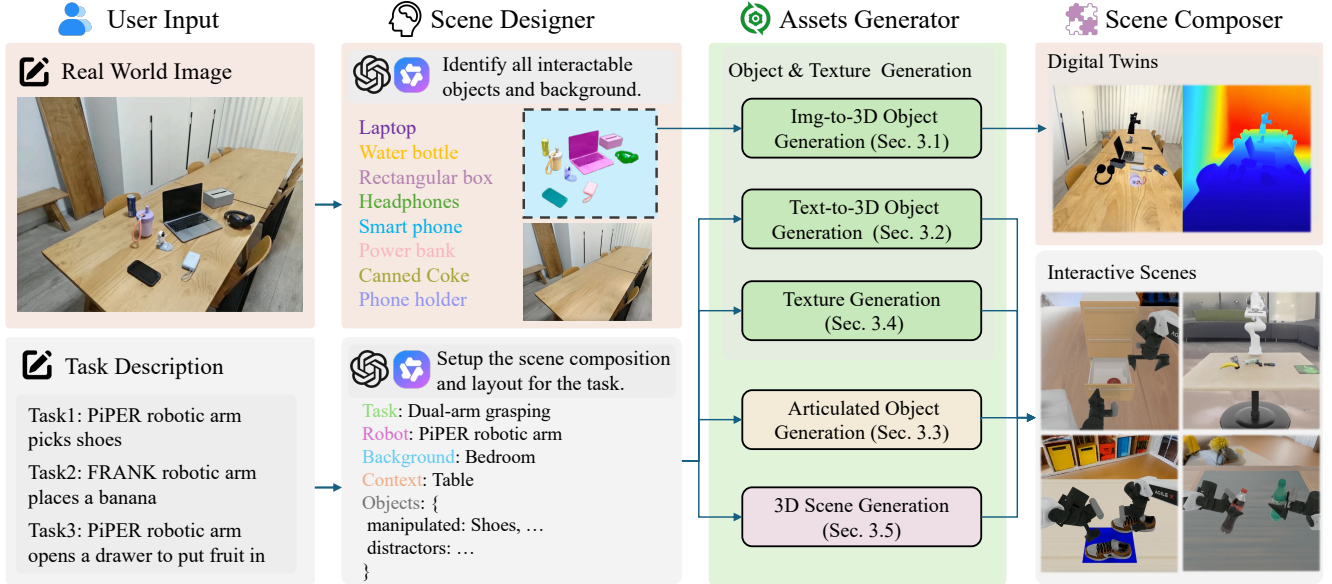 User Input
Scene Designer
Assets Generator
Scene Composer
Real World Image
Identify all interactable
objects and background.
Laptop
Water bottle
Rectangular box
Headphones
Smart phone
Power bank
Canned Coke
Phone holder
Task Description
Task1: PiPER robotic arm
picks shoes
Task2: FRANK robotic arm
places a banana
Task3: PiPER robotic arm
opens a drawer to put fruit in
Setup the scene composition
and layout for the task.
Task: Dual-arm grasping
Robot: PiPER robotic arm
Background: Bedroom
Context: Table
Objects: {
manipulated: Shoes, …
distractors: …
}
Object & Texture Generation
Img-to-3D Object
Generation (Sec. 3.1)
Text-to-3D Object
Generation (Sec. 3.2)
Texture Generation
(Sec. 3.4)
Articulated Object
Generation (Sec. 3.3)
3D Scene Generation
(Sec. 3.5)
Digital Twins
Interactive Scenes